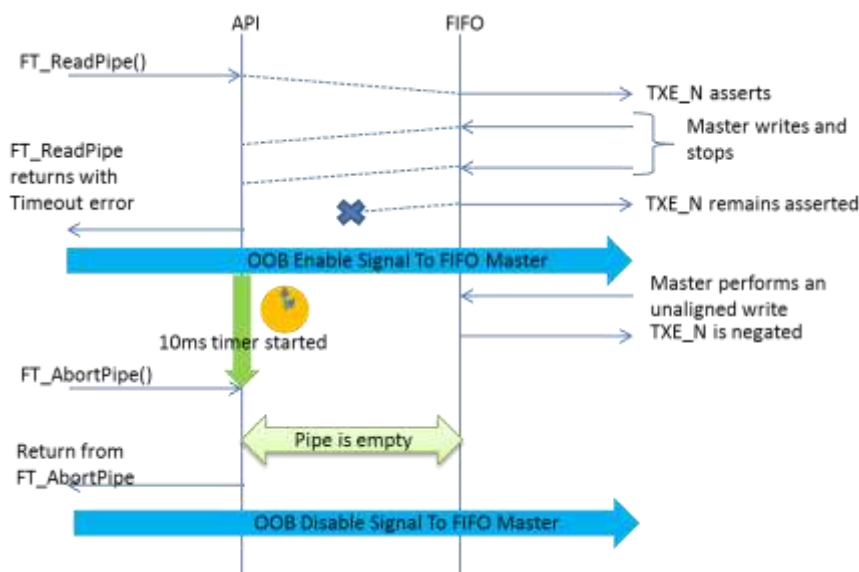 API
FIFO
FT_ReadPipe()
TXE_N asserts
Master writes and
stops
FT_ReadPipe
returns with
Timeout error
TXE_N remains asserted
OOB Enable Signal To FIFO Master
Master performs an
unaligned write
TXE_N is negated
10ms timer started
FT_AbortPipe()
Pipe is empty
Return from
FT_AbortPipe
OOB Disable Signal To FIFO Master